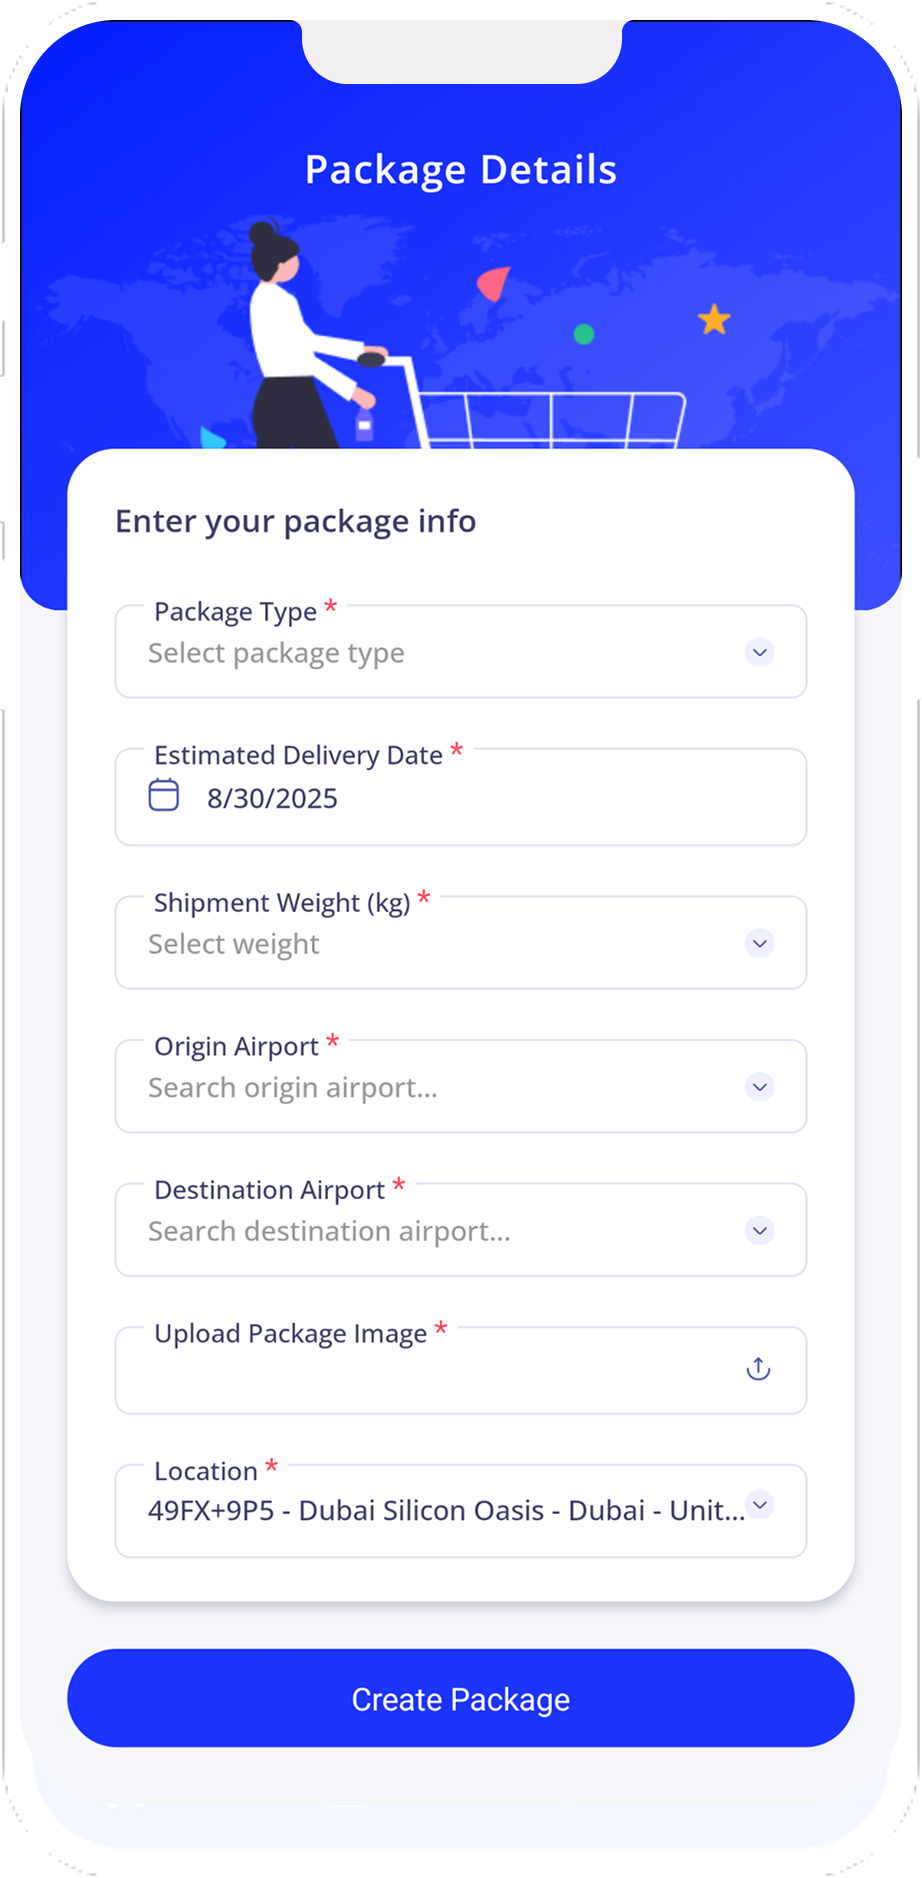 Package Details
Enter your package info
Package Type *
Select package type
Estimated Delivery Date *
8/30/2025
Shipment Weight (kg) *
Select weight
Origin Airport *
Search origin airport...
Destination Airport *
Search destination airport...
Upload Package Image *
Location *
49FX+9P5 - Dubai Silicon Oasis - Dubai - Unit...
Create Package